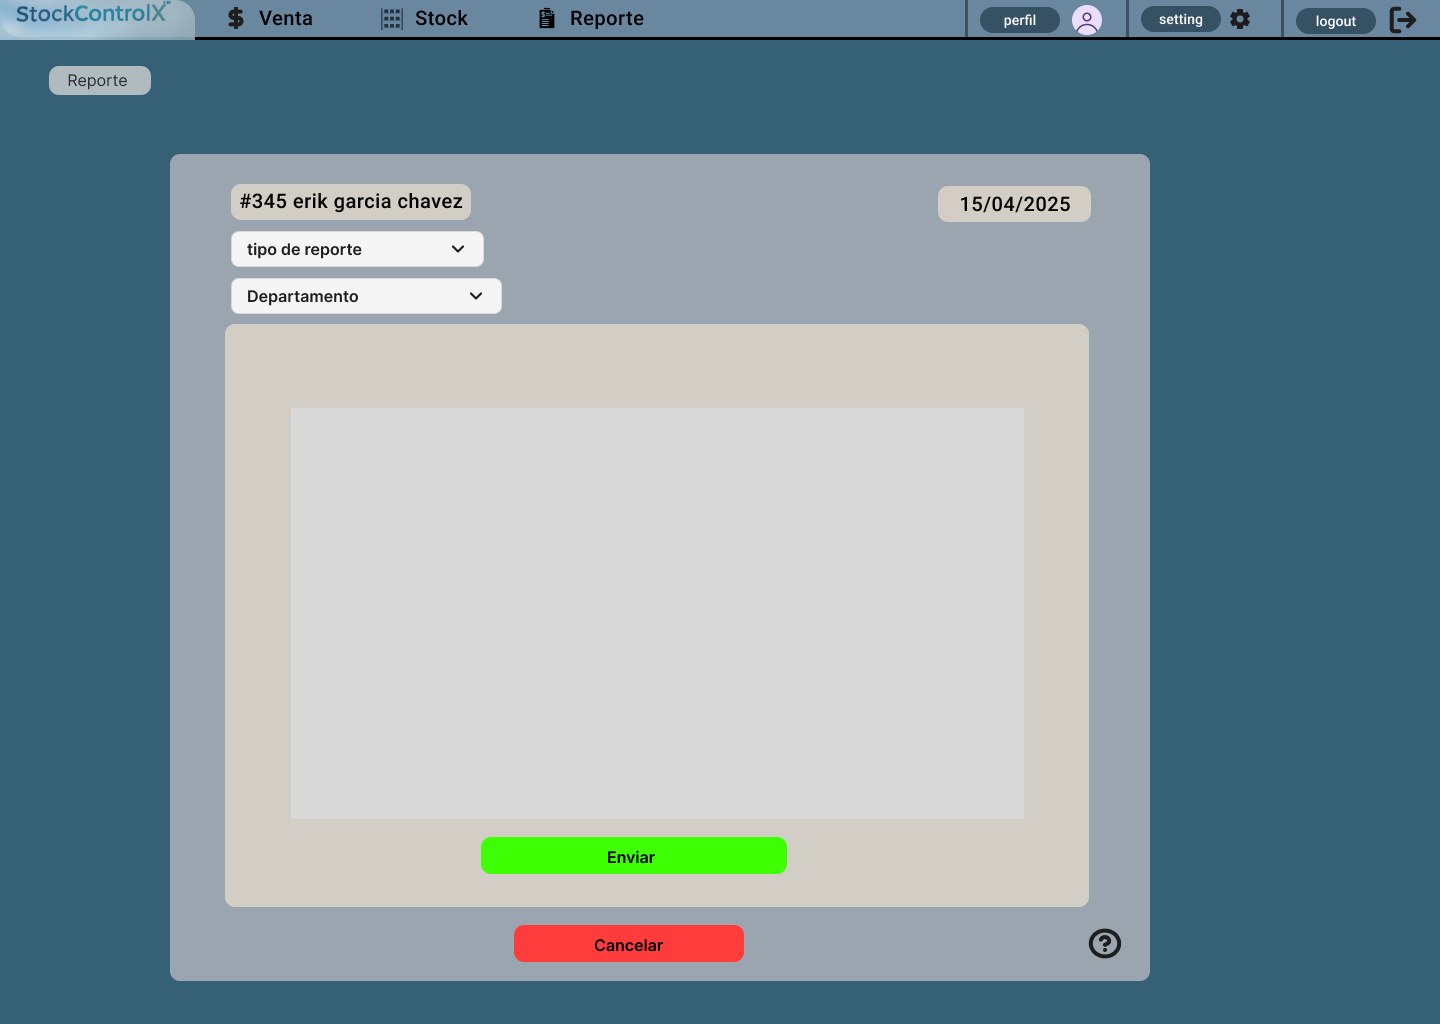 StockControlX
Venta
Stock
Reporte
perfil
setting
logout
Reporte
#345 erik garcia chavez
15/04/2025
tipo de reporte
Departamento
Enviar
Cancelar